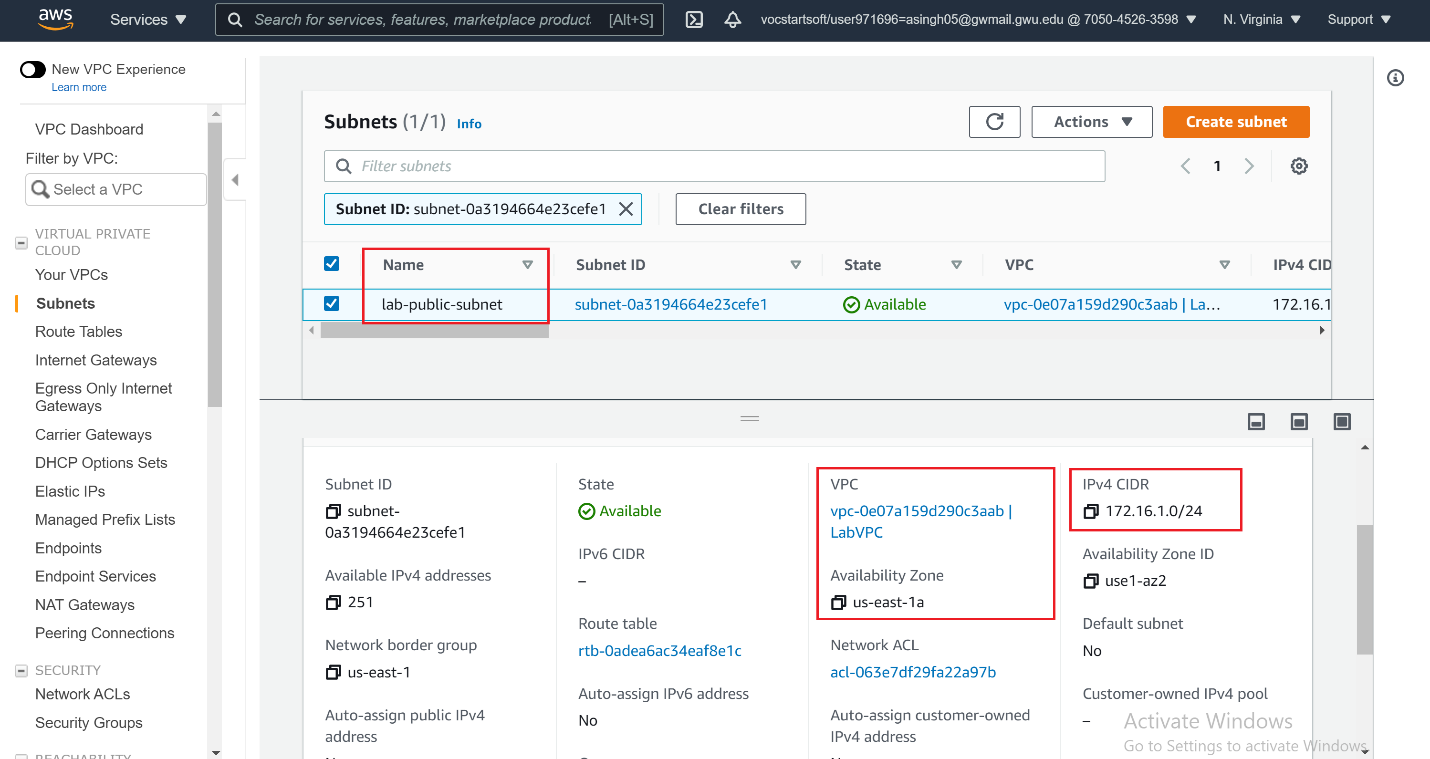 aws
Services ▼
Search for services, features, marketplace product: [Alt+S]
vocstartsoft/user971696=asingh05@gwmail.gwu.edu @ 7050-4526-3598 ▼
N. Virginia ▼
Support ▼
New VPC Experience
Learn more
VPC Dashboard
Filter by VPC:
Select a VPC
VIRTUAL PRIVATE
CLOUD
Your VPCs
Subnets
Route Tables
Internet Gateways
Egress Only Internet
Gateways
Carrier Gateways
DHCP Options Sets
Elastic IPs
Managed Prefix Lists
Endpoints
Endpoint Services
NAT Gateways
Peering Connections
SECURITY
Network ACLs
Security Groups
REACHABILITY
Subnets (1/1) Info
Actions ▼
Create subnet
Filter subnets
1
Subnet ID: subnet-0a3194664e23cefe1
Clear filters
Name Subnet ID State VPC IPv4 CID
lab-public-subnet subnet-0a3194664e23cefe1 Available vpc-0e07a159d290c3aab | La... 172.16.1
Subnet ID
subnet-
0a3194664e23cefe1
Available IPv4 addresses
251
Network border group
us-east-1
Auto-assign public IPv4
address
State
Available
IPv6 CIDR
–
Route table
rtb-0adea6ac34eaf8e1c
Auto-assign IPv6 address
No
VPC
vpc-0e07a159d290c3aab |
LabVPC
Availability Zone
us-east-1a
Network ACL
acl-063e7df29fa22a97b
Auto-assign customer-owned
IPv4 address
IPv4 CIDR
172.16.1.0/24
Availability Zone ID
use1-az2
Default subnet
No
Customer-owned IPv4 pool
–
Activate Windows
Go to Settings to activate Windows.